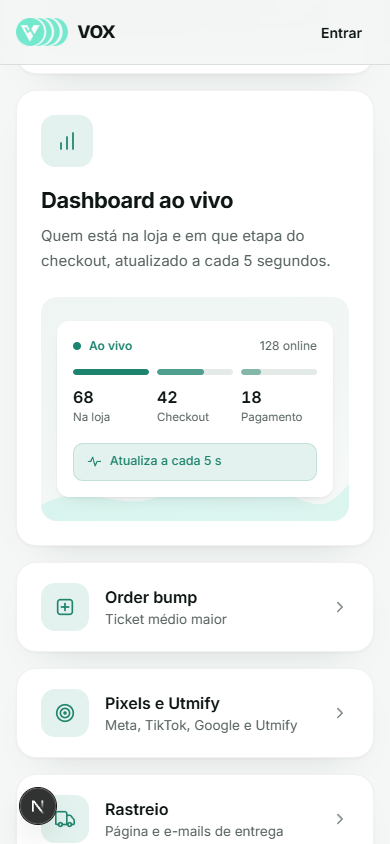 VOX
Entrar
Dashboard ao vivo
Quem está na loja e em que etapa do
checkout, atualizado a cada 5 segundos.
Ao vivo
128 online
68
42
18
Na loja
Checkout
Pagamento
Atualiza a cada 5 s
Order bump
Ticket médio maior
Pixels e Utmify
Meta, TikTok, Google e Utmify
N
Rastreio
Página e e-mails de entrega